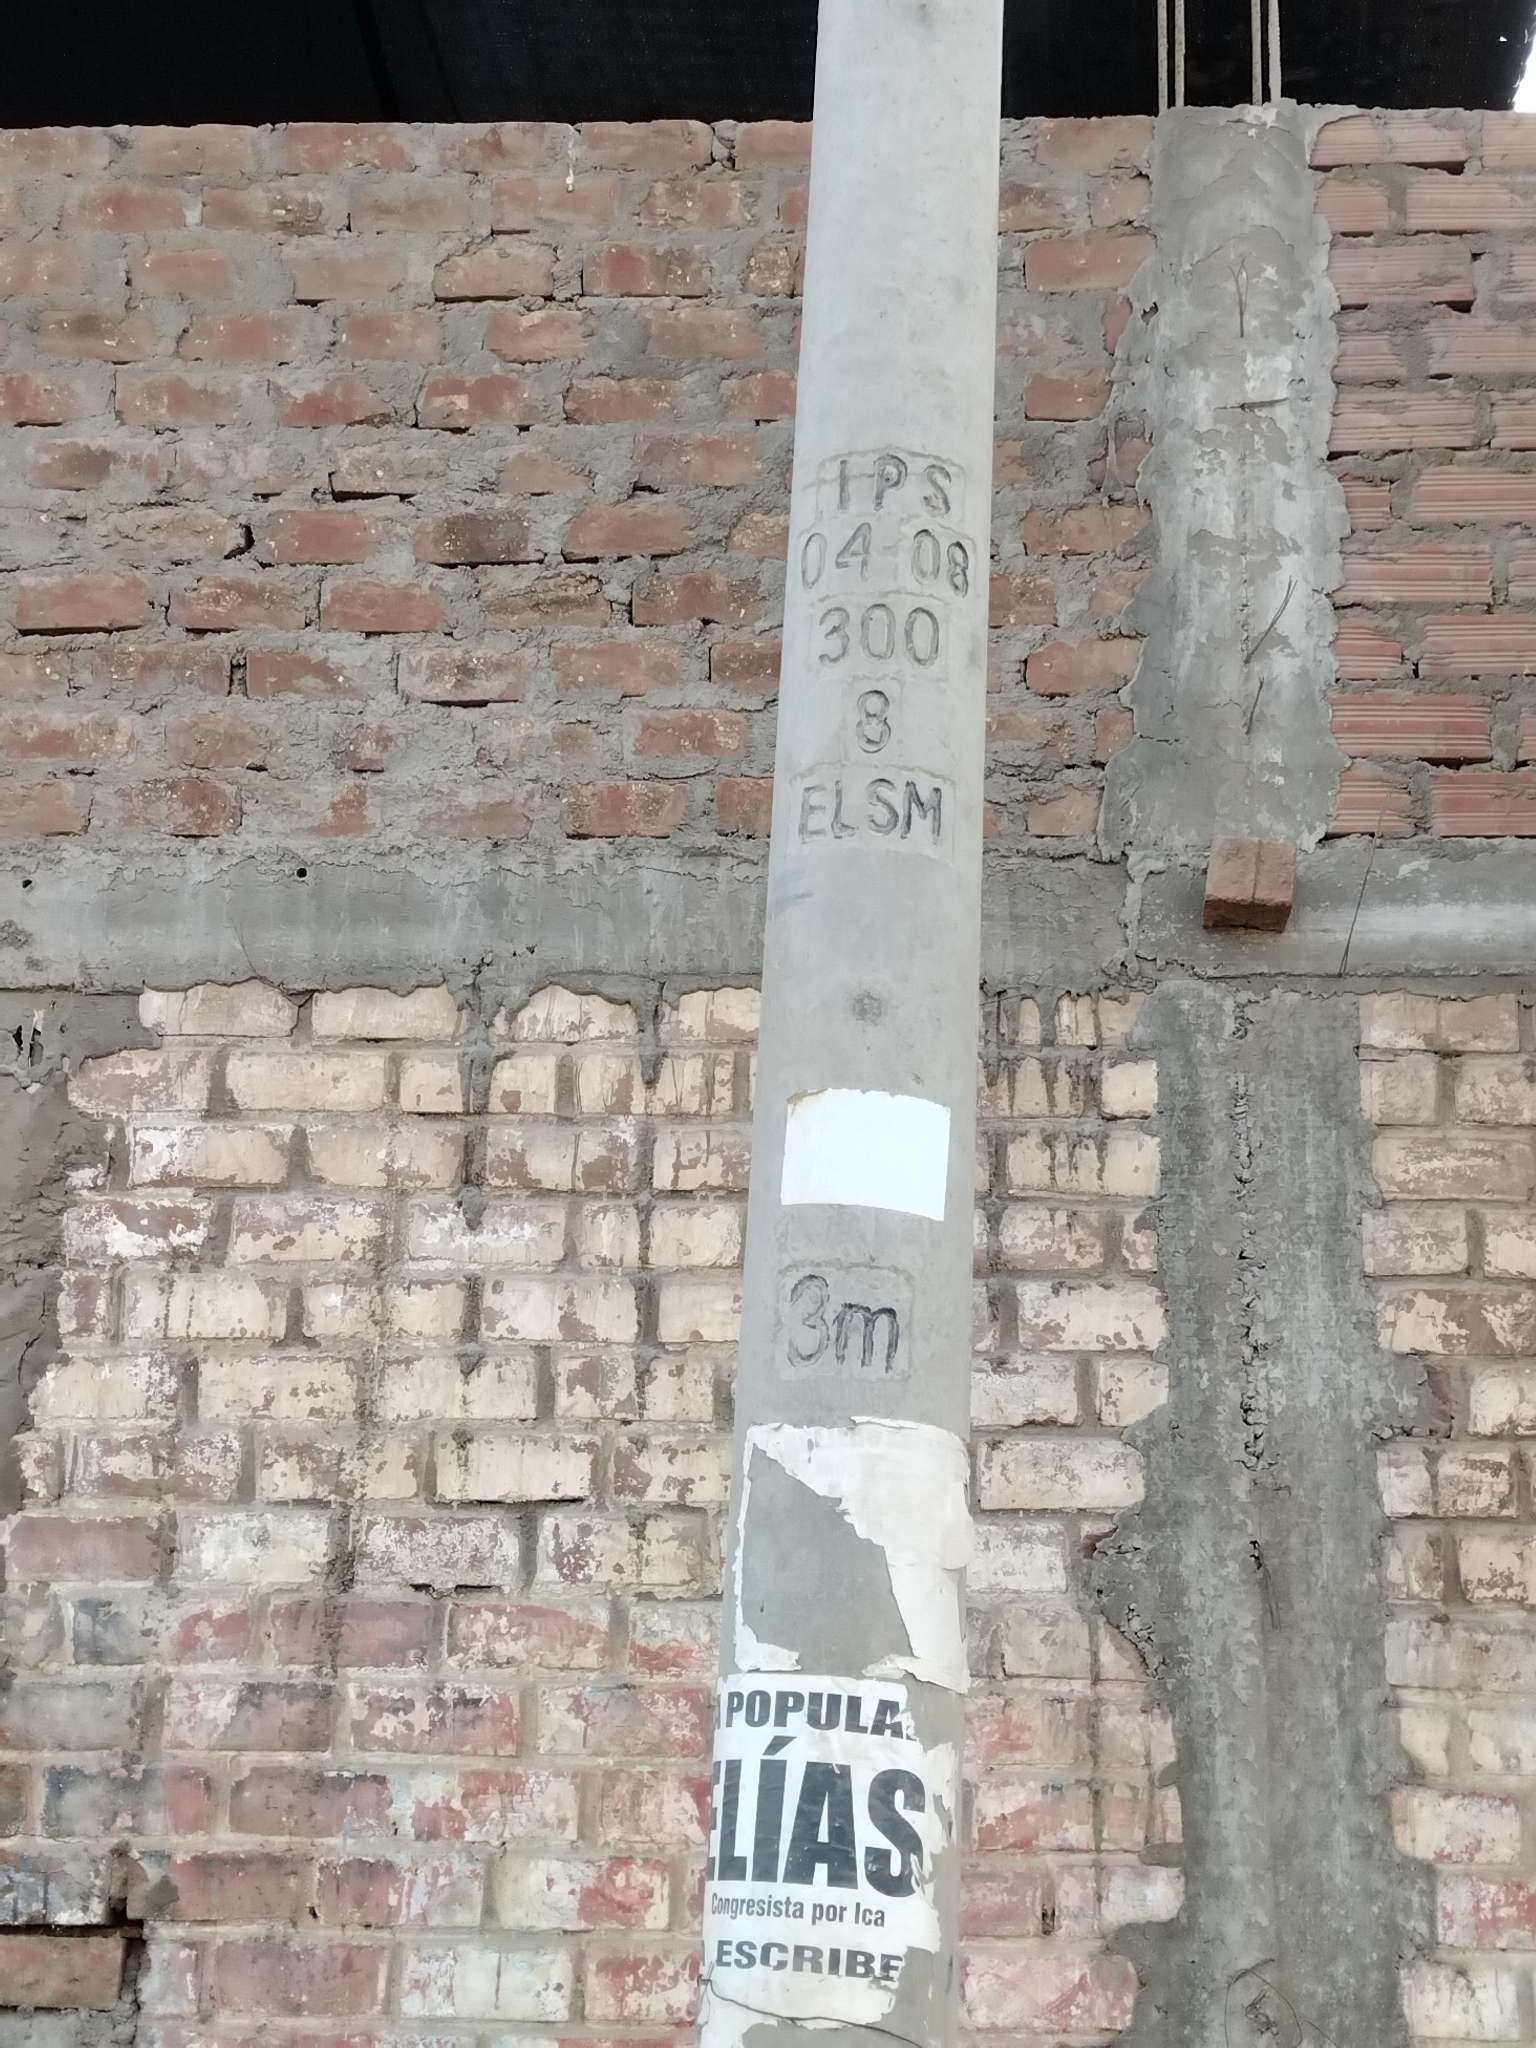 IPS
04 08
300
8
ELSM
3m
POPULA
ELÍAS
Congresista por Ica
ESCRIBE